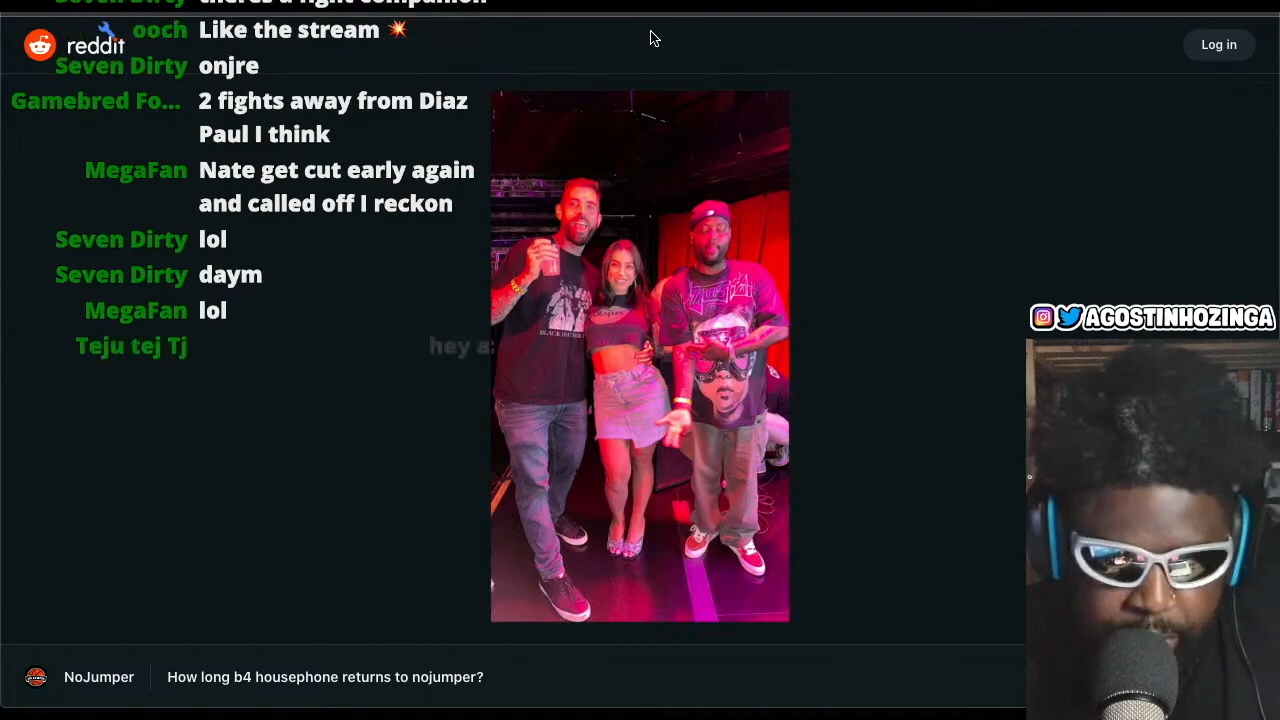 ooch Like the stream 💥
reddit
Log in
Seven Dirty onjre
Gamebred Fo... 2 fights away from Diaz
Paul I think
MegaFan Nate get cut early again
and called off I reckon
Seven Dirty lol
Seven Dirty daym
MegaFan lol
Teju tej Tj hey
AGOSTINHOZINGA
NoJumper How long b4 housephone returns to nojumper?